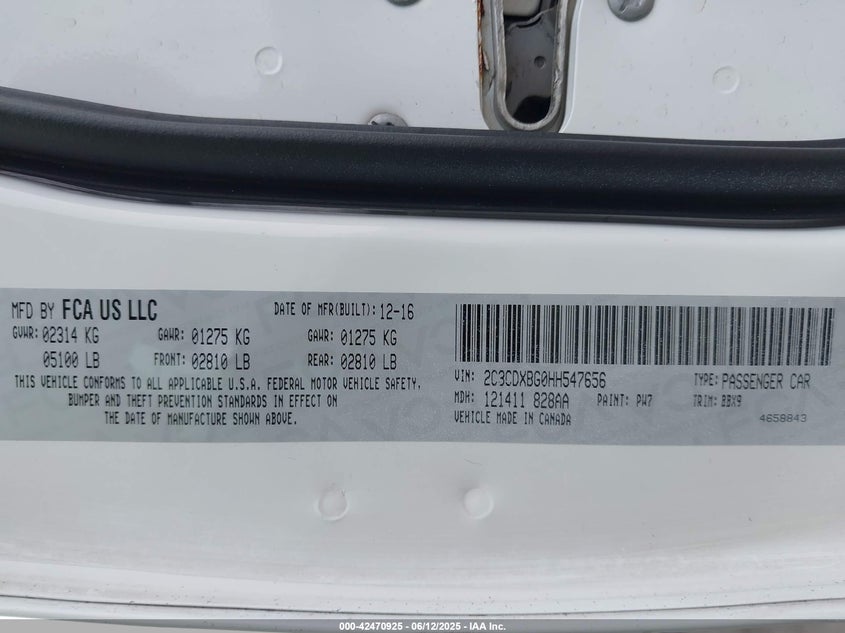 MFD BY FCA US LLC DATE OF MFR(BUILT): 12-16
GVWR: 02314 KG GAWR: 01275 KG GAWR: 01275 KG
05100 LB FRONT: 02810 LB REAR: 02810 LB
THIS VEHICLE CONFORMS TO ALL APPLICABLE U.S.A. FEDERAL MOTOR VEHICLE SAFETY,
BUMPER AND THEFT PREVENTION STANDARDS IN EFFECT ON
THE DATE OF MANUFACTURE SHOWN ABOVE.
VIN: 2C3CDXBG0HH547656 TYPE: PASSENGER CAR
MDH: 121411 828AA PAINT: PW7 TRIM: BBX9
VEHICLE MADE IN CANADA 4658843
000-42470925 - 06/12/2025 - IAA Inc.